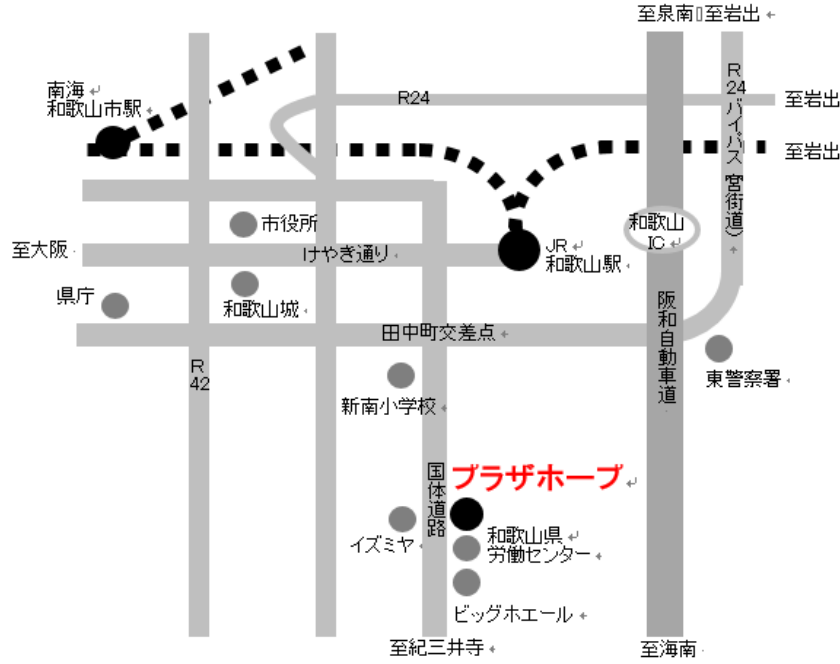 至泉南 至岩出
南海
和歌山市駅
R24
至岩出
R24バイパス(宮街道)
至岩出
市役所
和歌山
IC
至大阪
けやき通り
JR
和歌山駅
県庁
和歌山城
阪和自動車道
田中町交差点
R
42
東警察署
新南小学校
国体道路
プラザホープ
イズミヤ
和歌山県
労働センター
ビッグホエール
至紀三井寺
至海南